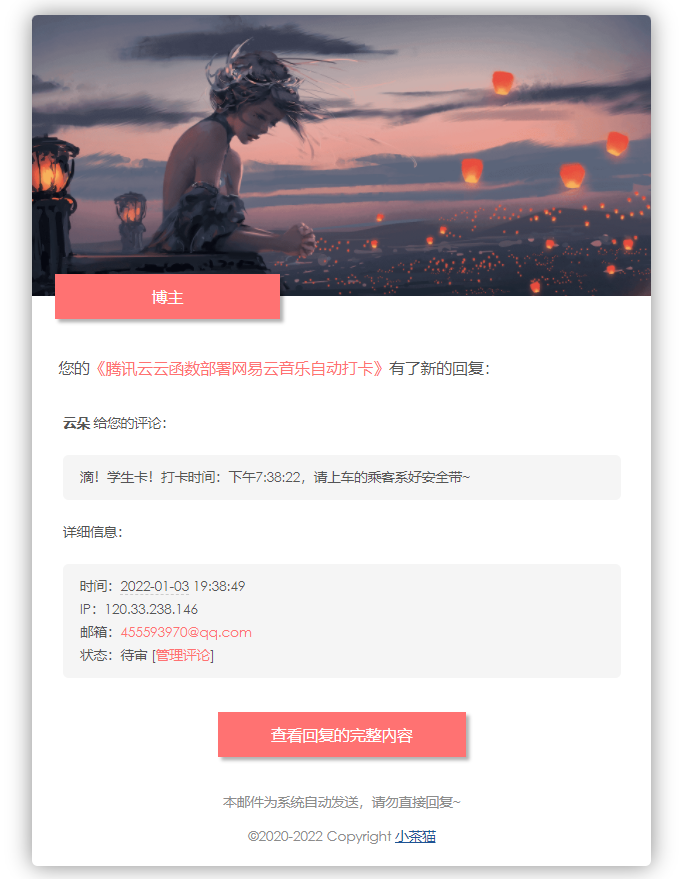 博主
您的《腾讯云云函数部署网易云音乐自动打卡》有了新的回复：
云朵 给您的评论：
滴！学生卡！打卡时间：下午7:38:22，请上车的乘客系好安全带~
详细信息：
时间：2022-01-03 19:38:49
IP：120.33.238.146
邮箱：455593970@qq.com
状态：待审 [管理评论]
查看回复的完整内容
本邮件为系统自动发送，请勿直接回复~
©2020-2022 Copyright 小茶猫